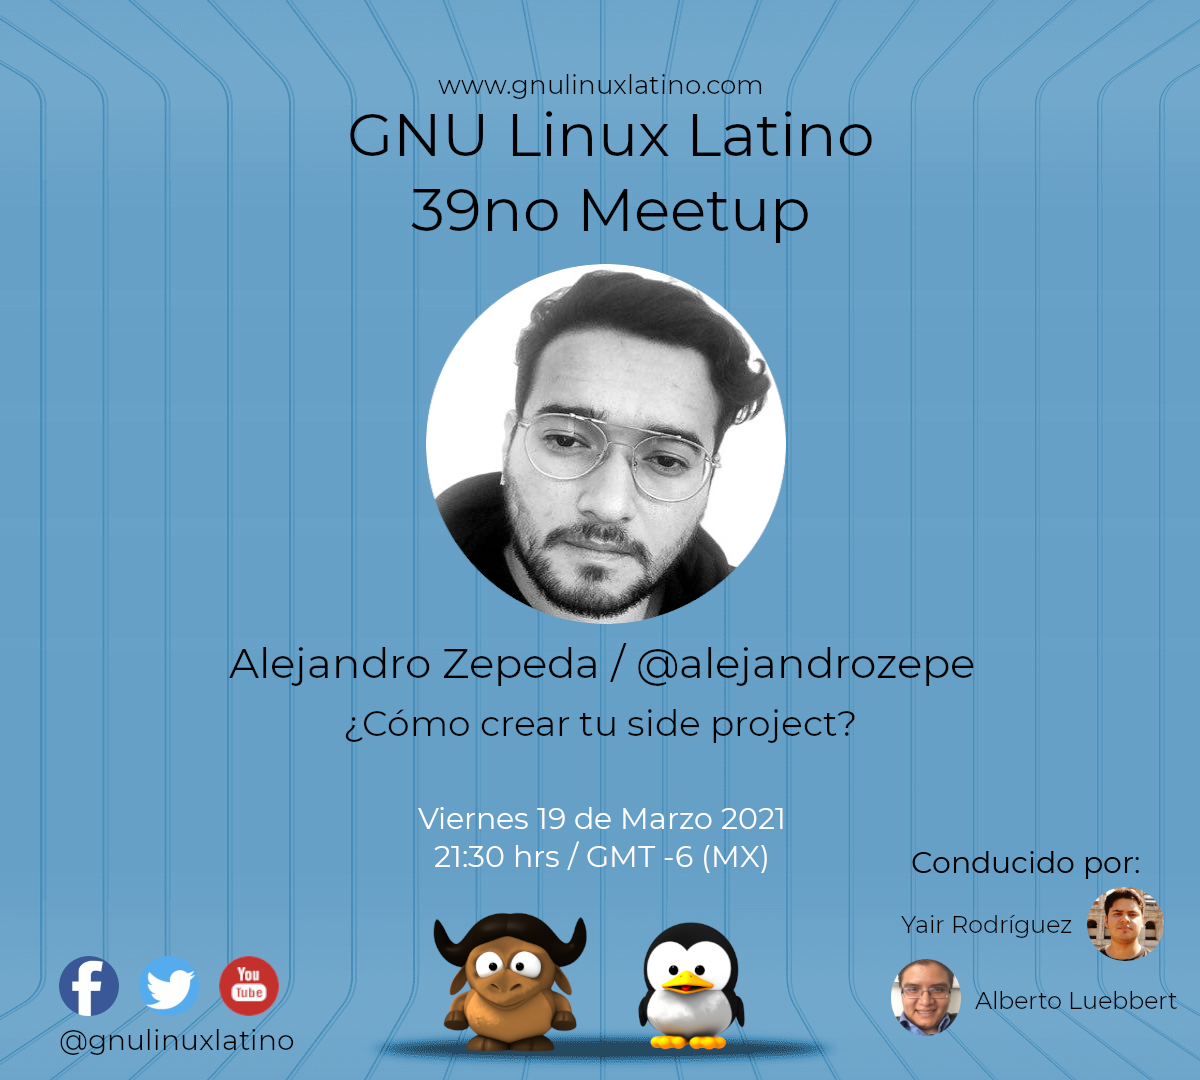 www.gnulinuxlatino.com
GNU Linux Latino
39no Meetup
Alejandro Zepeda / @alejandrozepe
¿Cómo crear tu side project?
Viernes 19 de Marzo 2021
21:30 hrs / GMT -6 (MX)
Conducido por:
Yair Rodríguez
Alberto Luebbert
You
Tube
@gnulinuxlatino